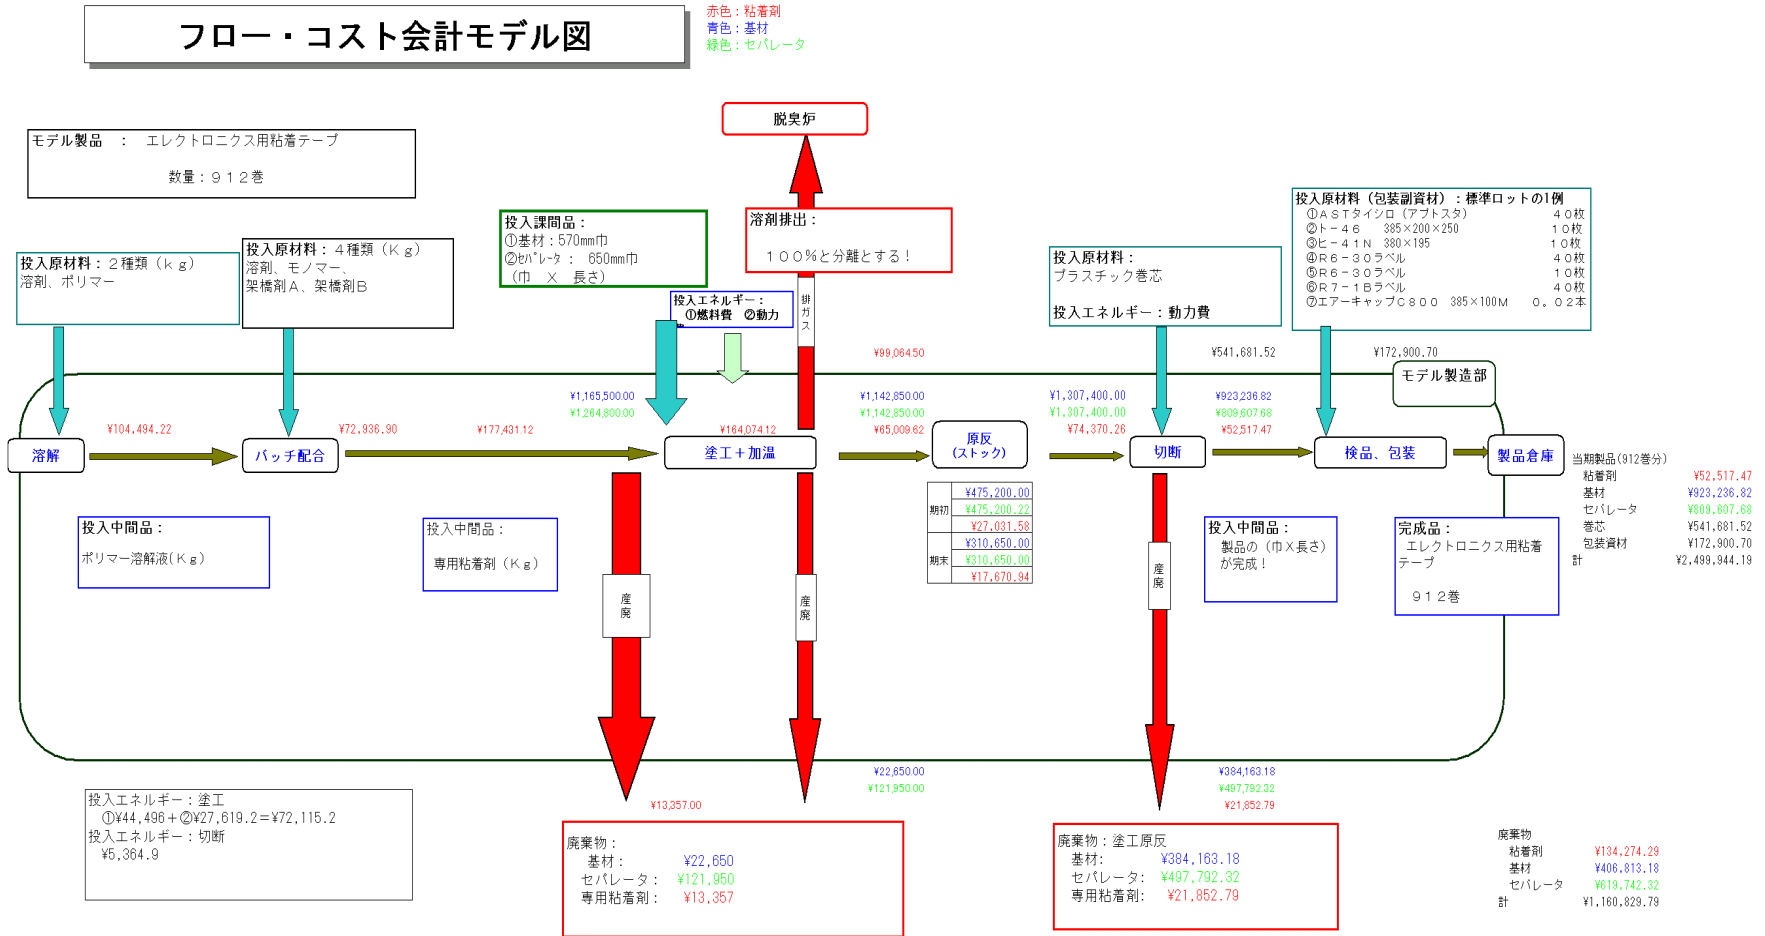 フロー・コスト会計モデル図
赤色：粘着剤
青色：基材
緑色：セパレータ
脱臭炉
モデル製品　：　エレクトロニクス用粘着テープ
数量：９１２巻
投入原材料：２種類（ｋｇ）
溶剤、ポリマー
投入原材料：４種類（Ｋｇ）
溶剤、モノマー、
架橋剤Ａ、架橋剤Ｂ
投入課間品：
①基材：570mm巾
②ｾﾊﾟﾚｰﾀ：　650mm巾
（巾　Ｘ　長さ）
溶剤排出：
１００％と分離とする！
投入エネルギー：
①燃料費　②動力
排ガス
投入原材料：
プラスチック巻芯
投入エネルギー：動力費
投入原材料（包装副資材）：標準ロットの1例
①ＡＳＴタイシロ（アプトスタ）　４０枚
②トー４６　385×200×250　１０枚
③ヒー４１Ｎ　380×195　１０枚
④Ｒ６－３０ラベル　４０枚
⑤Ｒ６－３０ラベル　１０枚
⑥Ｒ７－１Ｂラベル　４０枚
⑦エアーキャップＣ８００　385×100Ｍ　０。０２本
¥99,064.50
¥541,681.52
¥172,900.70
モデル製造部
¥1,165,500.00
¥1,264,800.00
¥1,142,850.00
¥1,142,850.00
¥65,009.62
¥1,307,400.00
¥1,307,400.00
¥74,370.26
¥923,236.82
¥809,607.68
¥52,517.47
¥104,494.22
¥72,936.90
¥177,431.12
¥164,074.12
溶解
バッチ配合
塗工＋加温
原反
(ストック)
切断
検品、包装
製品倉庫
当期製品(912巻分)
粘着剤　¥52,517.47
基材　¥923,236.82
セパレータ　¥809,607.68
巻芯　¥541,681.52
包装資材　¥172,900.70
計　¥2,499,944.19
期初
¥475,200.00
¥475,200.22
¥27,031.58
期末
¥310,650.00
¥310,650.00
¥17,670.94
投入中間品：
ポリマー溶解液(Ｋｇ)
投入中間品：
専用粘着剤（Ｋｇ）
産廃
産廃
産廃
投入中間品：
製品の（巾Ｘ長さ）
が完成！
完成品：
エレクトロニクス用粘着
テープ
９１２巻
¥22,650.00
¥121,950.00
¥13,357.00
¥384,163.18
¥497,792.32
¥21,852.79
投入エネルギー：塗工
①¥44,496＋②¥27,619.2＝¥72,115.2
投入エネルギー：切断
¥5,364.9
廃棄物：
基材：　¥22,650
セパレータ：　¥121,950
専用粘着剤：　¥13,357
廃棄物：塗工原反
基材:　¥384,163.18
セパレータ:　¥497,792.32
専用粘着剤:　¥21,852.79
廃棄物
粘着剤　¥134,274.29
基材　¥406,813.18
セパレータ　¥619,742.32
計　¥1,160,829.79